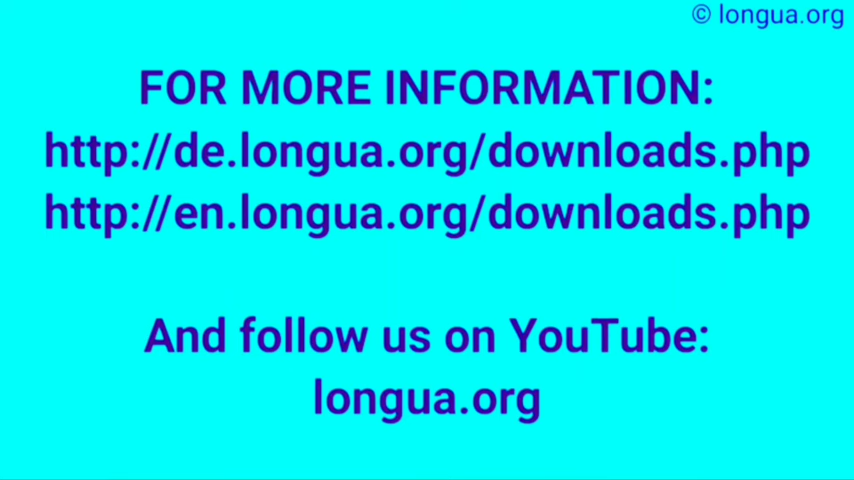 © longua.org
FOR MORE INFORMATION:
http://de.longua.org/downloads.php
http://en.longua.org/downloads.php
And follow us on YouTube:
longua.org